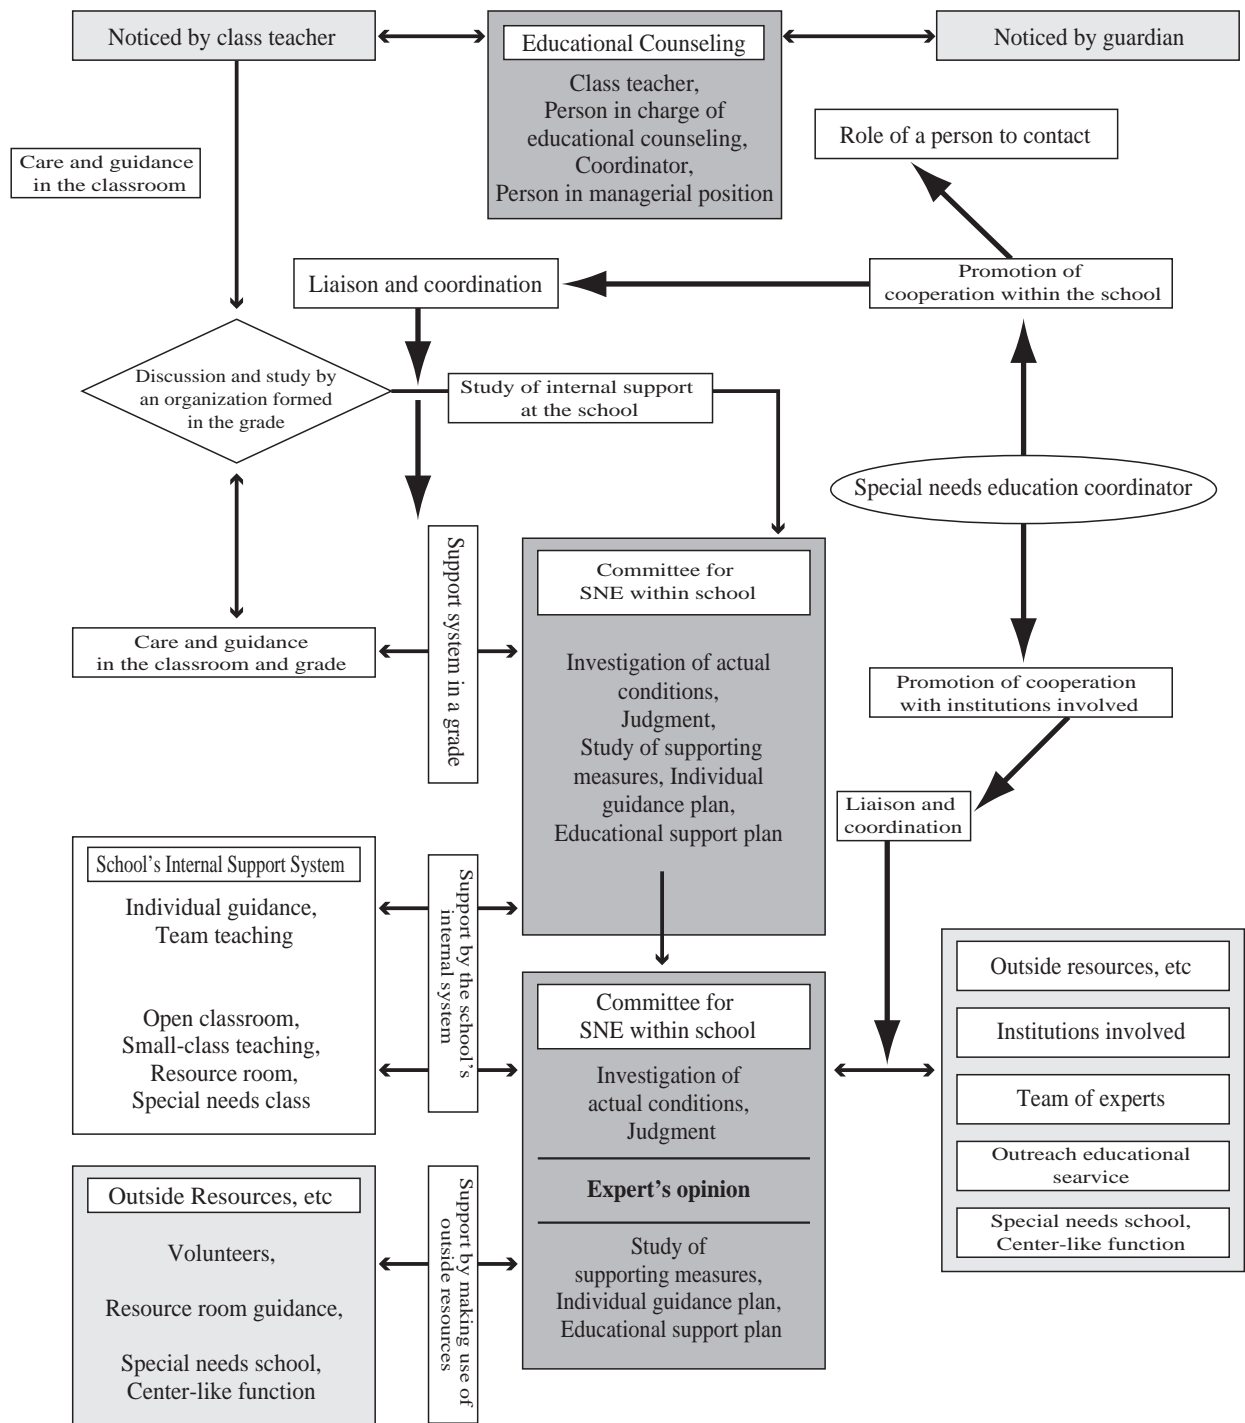 Noticed by class teacher
Educational Counseling
Class teacher,
Person in charge of
educational counseling,
Coordinator,
Person in managerial position
Noticed by guardian
Role of a person to contact
Care and guidance
in the classroom
Liaison and coordination
Promotion of
cooperation within the school
Discussion and study by
an organization formed
in the grade
Study of internal support
at the school
Special needs education coordinator
Support system in a grade
Committee for
SNE within school
Investigation of actual
conditions,
Judgment,
Study of supporting
measures, Individual
guidance plan,
Educational support plan
Care and guidance
in the classroom and grade
Promotion of cooperation
with institutions involved
Liaison and
coordination
School's Internal Support System
Individual guidance,
Team teaching
Open classroom,
Small-class teaching,
Resource room,
Special needs class
Support by the school's
internal system
Committee for
SNE within school
Investigation of
actual conditions,
Judgment
Expert's opinion
Study of
supporting measures,
Individual guidance plan,
Educational support plan
Outside resources, etc
Institutions involved
Team of experts
Outreach educational
searvice
Special needs school,
Center-like function
Outside Resources, etc
Volunteers,
Resource room guidance,
Special needs school,
Center-like function
Support by making use of
outside resources